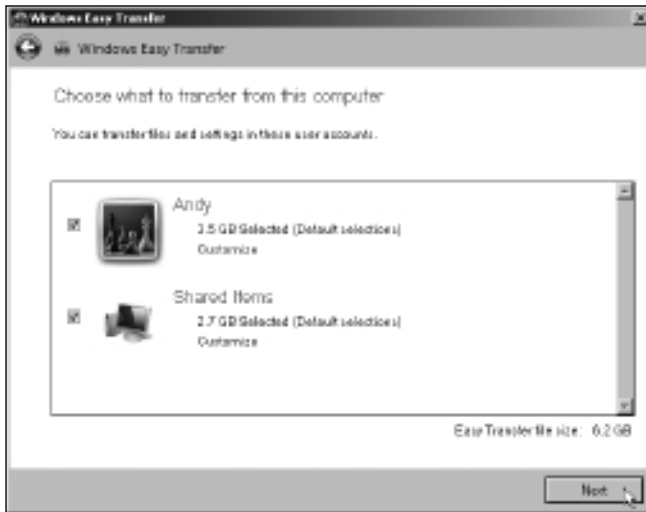 Windows Easy Transfer
Windows Easy Transfer
Choose what to transfer from this computer
You can transfer files and settings in these user accounts.
Andy
3.5 GB Selected (Default selections)
Customize
Shared Items
2.7 GB Selected (Default selections)
Customize
Easy Transfer file size: 6.2 GB
Next